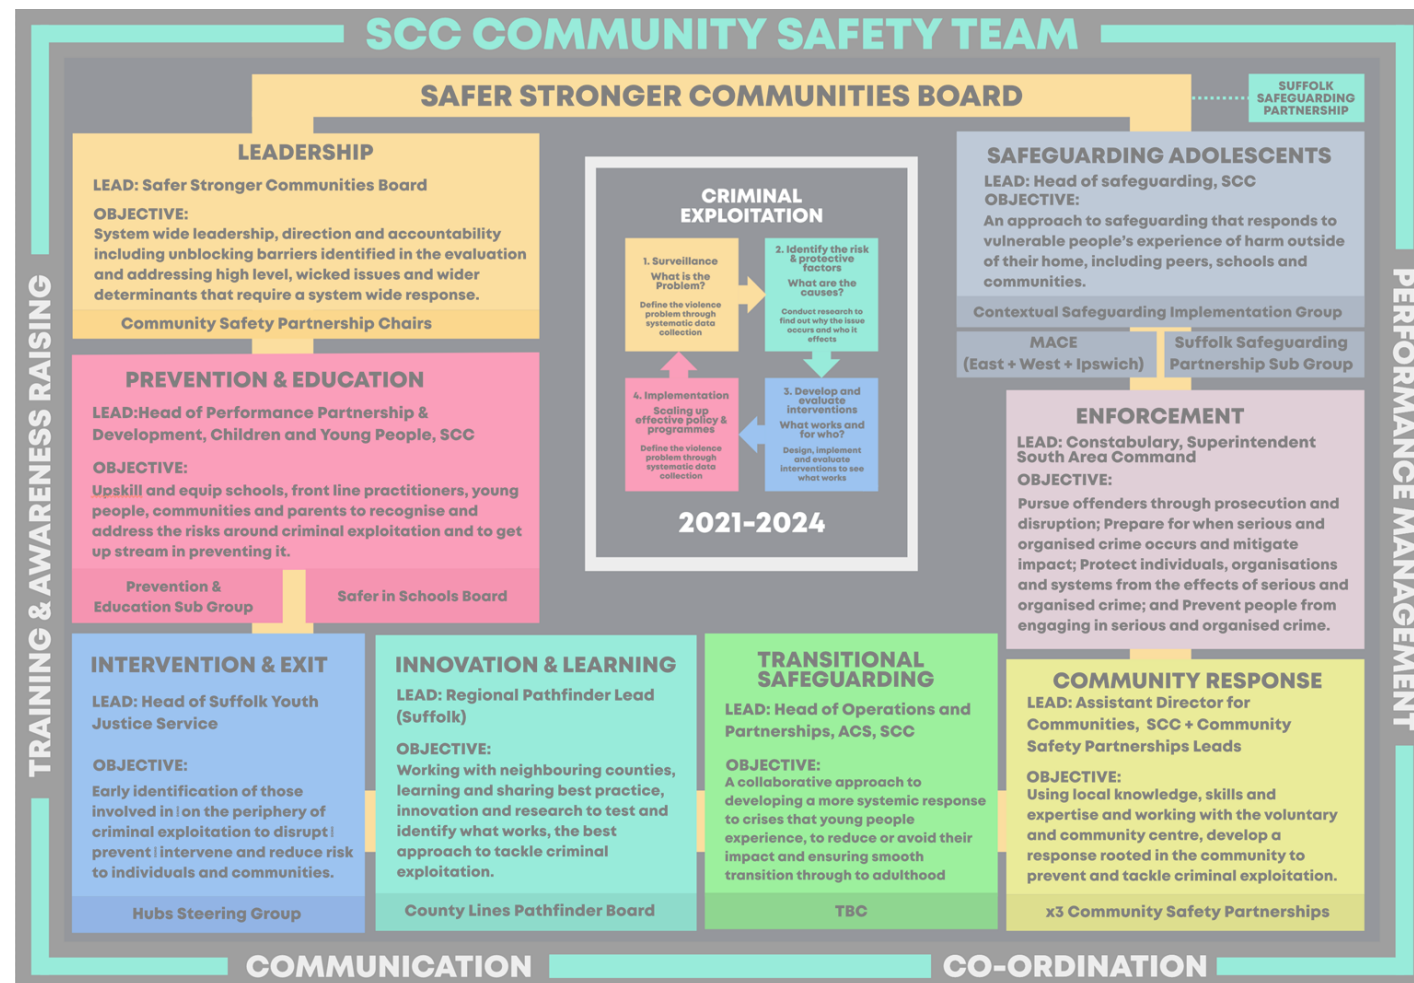 SCC COMMUNITY SAFETY TEAM
SAFER STRONGER COMMUNITIES BOARD
SUFFOLK
SAFEGUARDING
PARTNERSHIP
LEADERSHIP
LEAD: Safer Stronger Communities Board
OBJECTIVE:
System wide leadership, direction and accountability
including unblocking barriers identified in the evaluation
and addressing high level, wicked issues and wider
determinants that require a system wide response.
Community Safety Partnership Chairs
PREVENTION & EDUCATION
LEAD:Head of Performance Partnership &
Development, Children and Young People, SCC
OBJECTIVE:
Upskill and equip schools, front line practitioners, young
people, communities and parents to recognise and
address the risks around criminal exploitation and to get
up stream in preventing it.
Prevention &
Education Sub Group
Safer in Schools Board
CRIMINAL
EXPLOITATION
1. Surveillance
What is the
Problem?
Define the violence
problem through
systematic data
collection
2. Identify the risk
& protective
factors
What are the
causes?
Conduct research to
find out why the issue
occurs and who it
effects
3. Develop and
evaluate
interventions
What works and
for who?
Design, implement
and evaluate
interventions to see
what works
4. Implementation
Scaling up
effective policy &
programmes
Define the violence
problem through
systematic data
collection
2021-2024
SAFEGUARDING ADOLESCENTS
LEAD: Head of safeguarding, SCC
OBJECTIVE:
An approach to safeguarding that responds to
vulnerable people's experience of harm outside
of their home, including peers, schools and
communities.
Contextual Safeguarding Implementation Group
MACE
(East + West + Ipswich)
Suffolk Safeguarding
Partnership Sub Group
ENFORCEMENT
LEAD: Constabulary, Superintendent
South Area Command
OBJECTIVE:
Pursue offenders through prosecution and
disruption; Prepare for when serious and
organised crime occurs and mitigate
impact; Protect individuals, organisations
and systems from the effects of serious and
organised crime; and Prevent people from
engaging in serious and organised crime.
INTERVENTION & EXIT
LEAD: Head of Suffolk Youth
Justice Service
OBJECTIVE:
Early identification of those
involved in | on the periphery of
criminal exploitation to disrupt |
prevent | intervene and reduce risk
to individuals and communities.
Hubs Steering Group
INNOVATION & LEARNING
LEAD: Regional Pathfinder Lead
(Suffolk)
OBJECTIVE:
Working with neighbouring counties,
learning and sharing best practice,
innovation and research to test and
identify what works, the best
approach to tackle criminal
exploitation.
County Lines Pathfinder Board
TRANSITIONAL
SAFEGUARDING
LEAD: Head of Operations and
Partnerships, ACS, SCC
OBJECTIVE:
A collaborative approach to
developing a more systemic response
to crises that young people
experience, to reduce or avoid their
impact and ensuring smooth
transition through to adulthood
TBC
COMMUNITY RESPONSE
LEAD: Assistant Director for
Communities, SCC + Community
Safety Partnerships Leads
OBJECTIVE:
Using local knowledge, skills and
expertise and working with the voluntary
and community centre, develop a
response rooted in the community to
prevent and tackle criminal exploitation.
x3 Community Safety Partnerships
TRAINING & AWARENESS RAISING
PERFORMANCE MANAGEMENT
COMMUNICATION
CO-ORDINATION